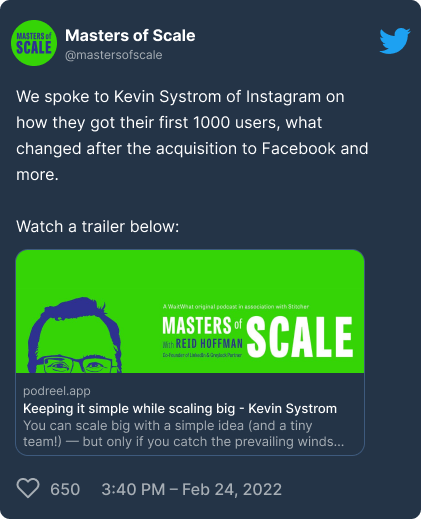 MASTERS of
SCALE
Masters of Scale
@mastersofscale
We spoke to Kevin Systrom of Instagram on
how they got their first 1000 users, what
changed after the acquisition to Facebook and
more.
Watch a trailer below:
A WaitWhat original podcast in association with Stitcher
MASTERS of
With REID HOFFMAN
Co-Founder of LinkedIn & Greylock Partner
SCALE
podreel.app
Keeping it simple while scaling big - Kevin Systrom
You can scale big with a simple idea (and a tiny
team!) — but only if you catch the prevailing winds...
650
3:40 PM – Feb 24, 2022